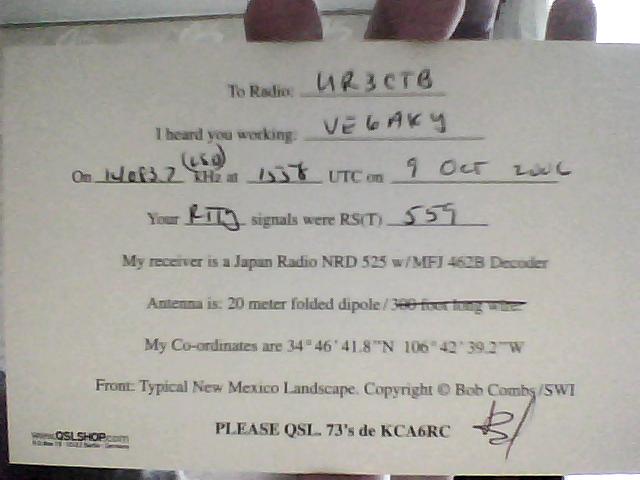 To Radio: UR3CTB
I heard you working: VE6AKY
(LSB)
On 14083.7 kHz at 1558 UTC on 9 OCT 2006
Your RTTY signals were RS(T) 559
My receiver is a Japan Radio NRD 525 w/MFJ 462B Decoder
Antenna is: 20 meter folded dipole / 300 foot long wire.
My Co-ordinates are 34° 46' 41.8"N 106° 42' 39.2"W
Front: Typical New Mexico Landscape. Copyright © Bob Combs/SWI
PLEASE QSL. 73's de KCA6RC
www.QSLSHOP.com